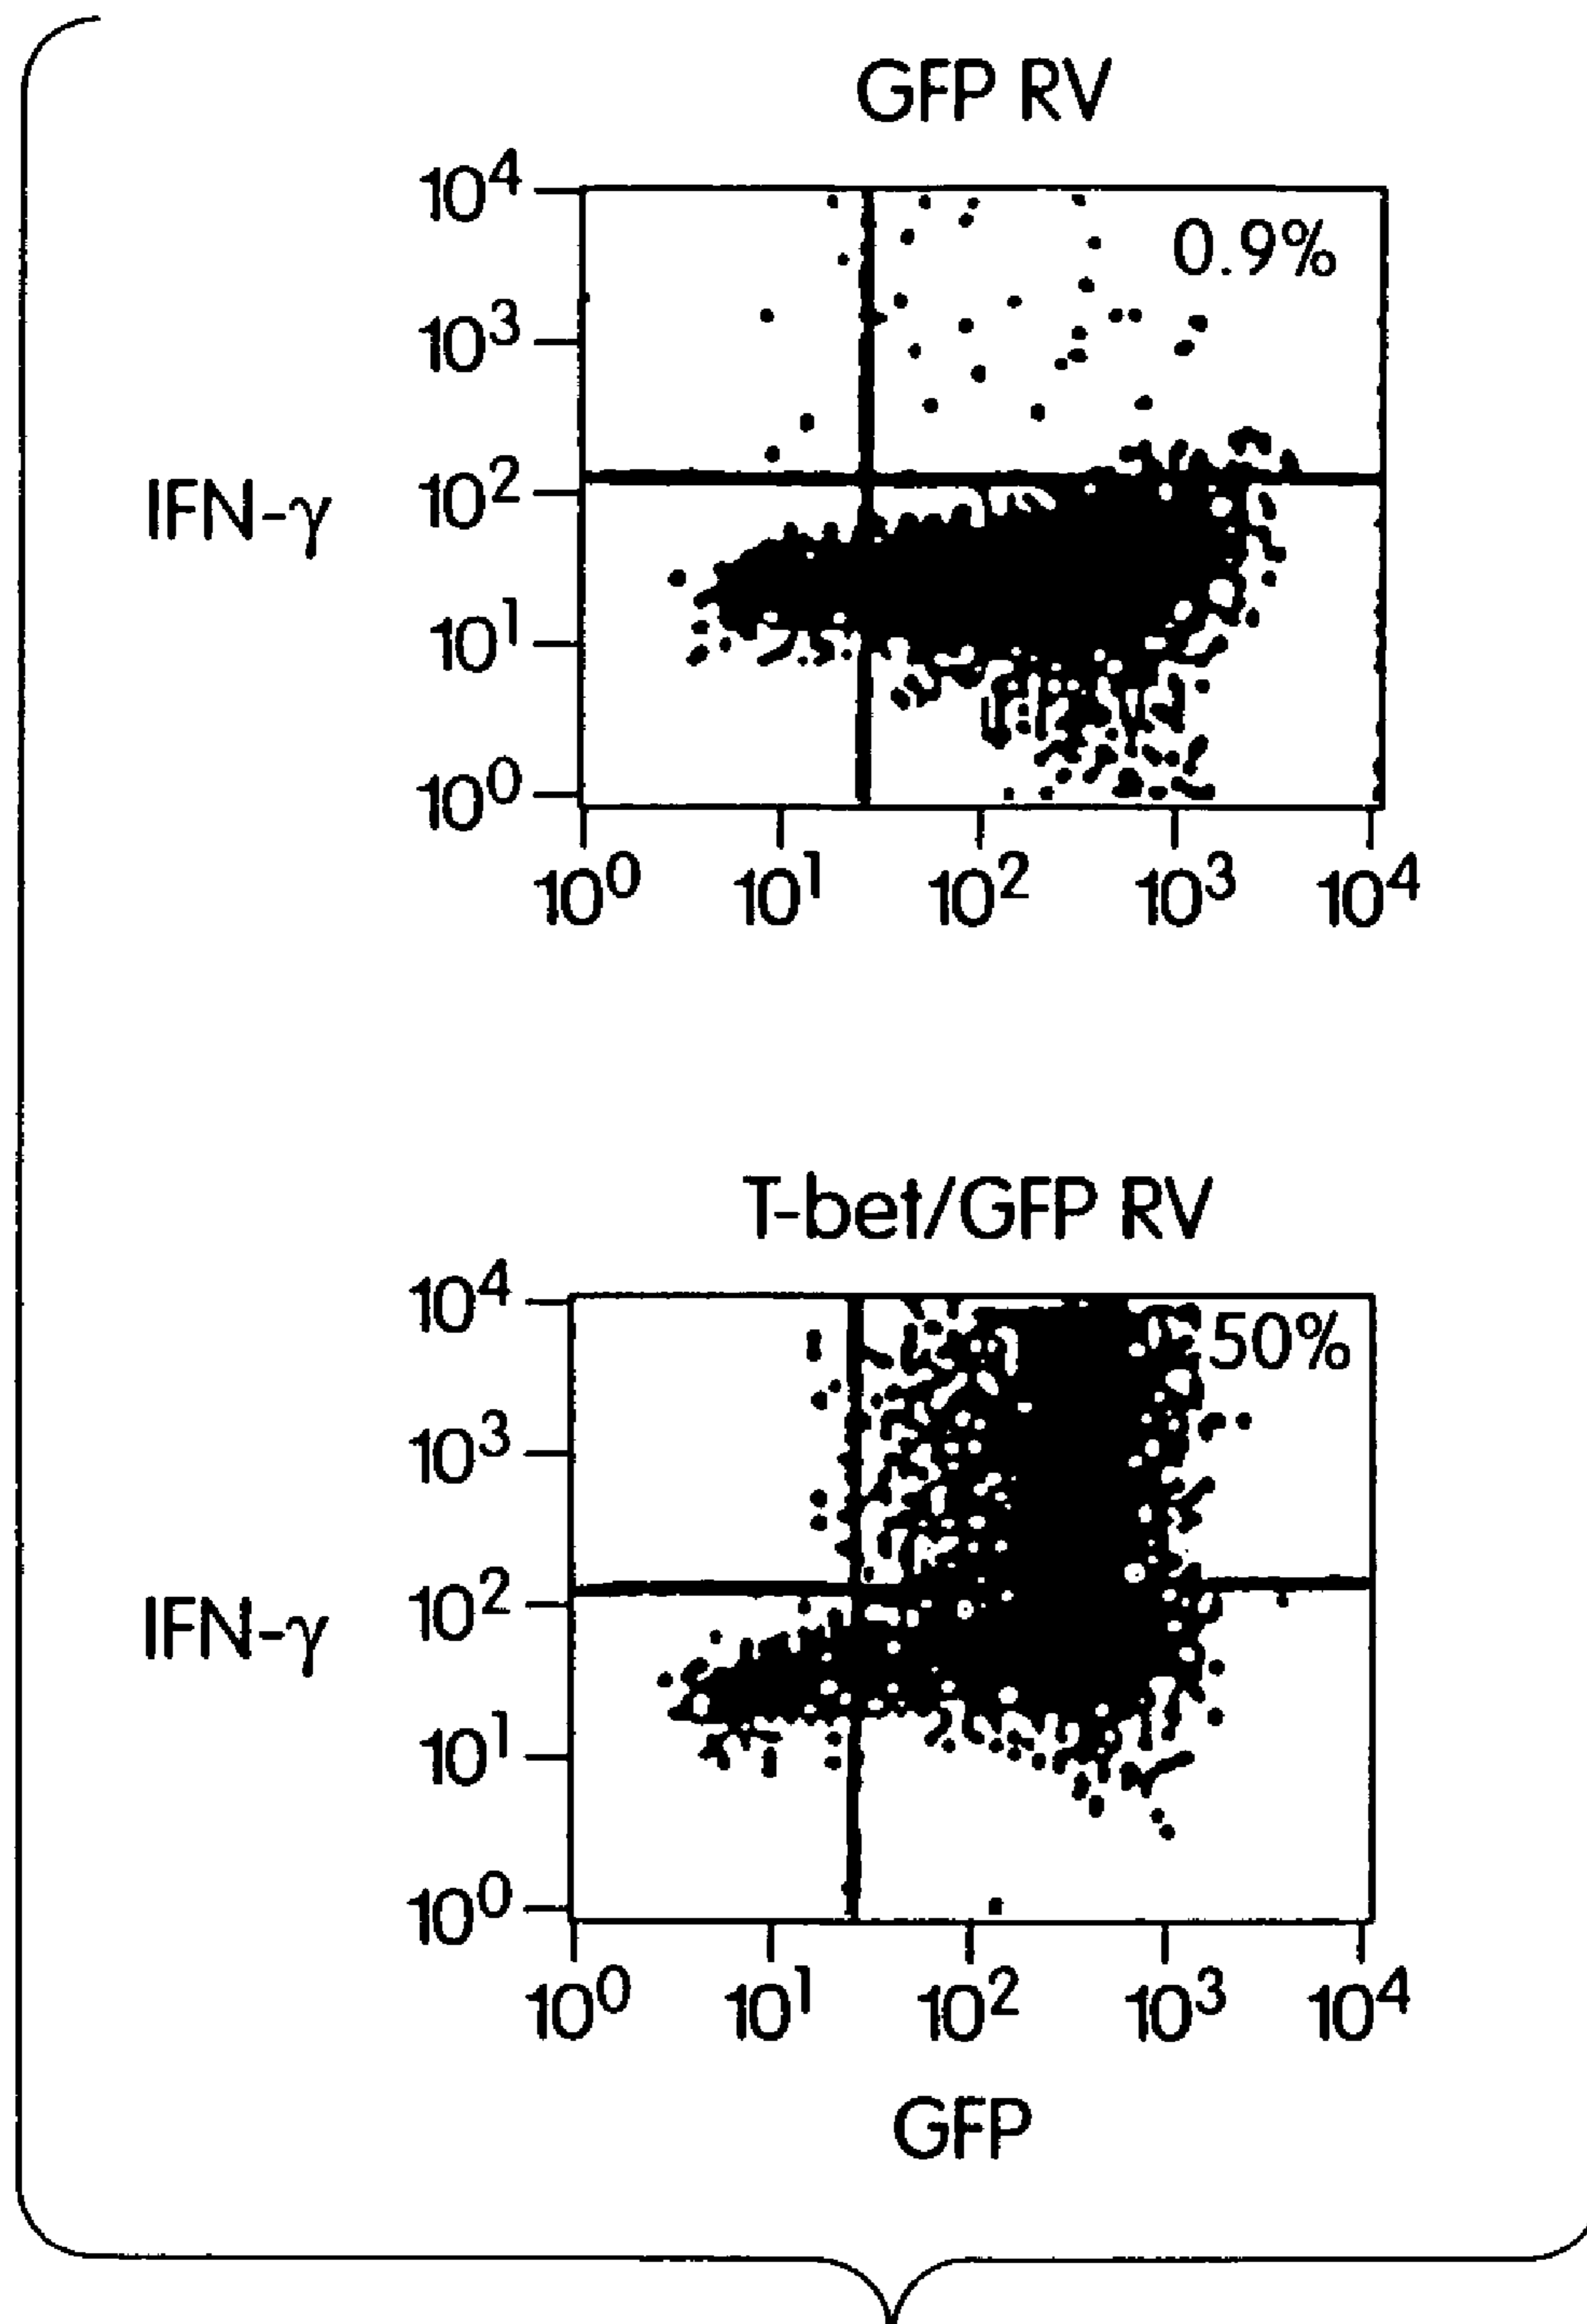 GFP RV
10⁴
0.9%
10³
IFN-γ
10²
10¹
10⁰
10⁰ 10¹ 10² 10³ 10⁴
T-bet/GFP RV
10⁴
50%
10³
IFN-γ
10²
10¹
10⁰
10⁰ 10¹ 10² 10³ 10⁴
GFP